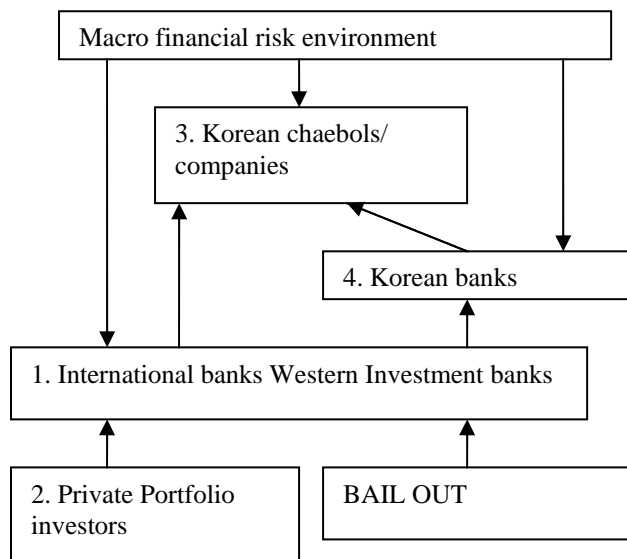 Macro financial risk environment
3. Korean chaebols/
companies
4. Korean banks
1. International banks Western Investment banks
2. Private Portfolio
investors
BAIL OUT